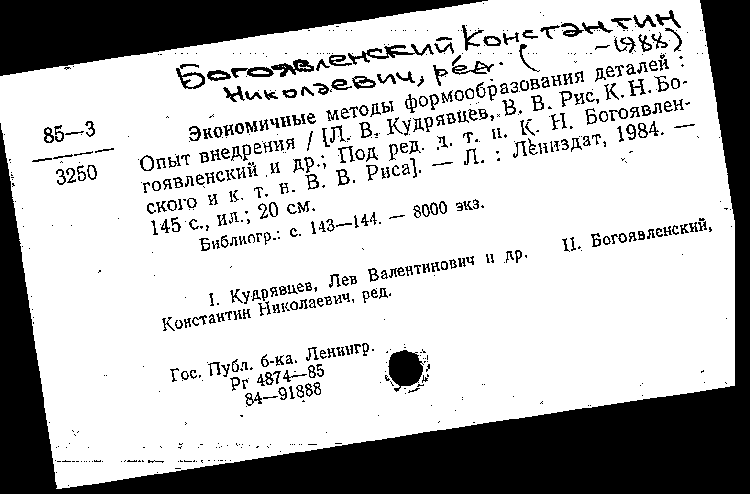 Богоявленский Константин
Николаевич, ред. ( –1988)
85—3
3250
Экономичные методы формообразования деталей :
Опыт внедрения / [Л. В. Кудрявцев, В. В. Рис, К. Н. Бо-
гоявленский и др.; Под ред. д. т. н. К. Н. Богоявлен-
ского и к. т. н. В. В. Риса]. — Л. : Лениздат, 1984. —
145 с., ил.; 20 см.
Библиогр.: с. 143—144. — 8000 экз.
I. Кудрявцев, Лев Валентинович и др. II. Богоявленский,
Константин Николаевич, ред.
Гос. Публ. б-ка. Ленингр.
Рг 4874—85
84—91888